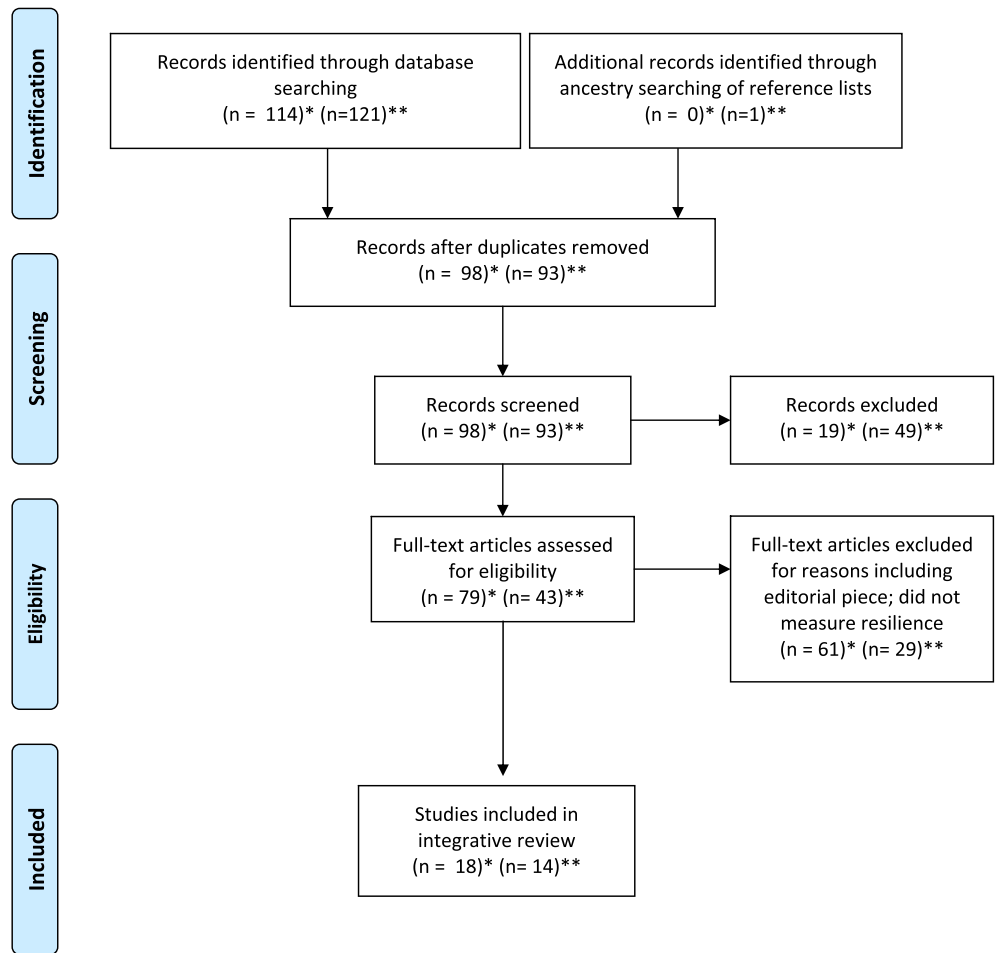 Identification
Records identified through database
searching
(n =  114)* (n=121)**
Additional records identified through
ancestry searching of reference lists
(n =  0)* (n=1)**
Records after duplicates removed
(n =  98)* (n= 93)**
Screening
Records screened
(n = 98)* (n= 93)**
Records excluded
(n = 19)* (n= 49)**
Eligibility
Full-text articles assessed
for eligibility
(n = 79)* (n= 43)**
Full-text articles excluded
for reasons including
editorial piece; did not
measure resilience
(n = 61)* (n= 29)**
Included
Studies included in
integrative review
(n =  18)* (n= 14)**